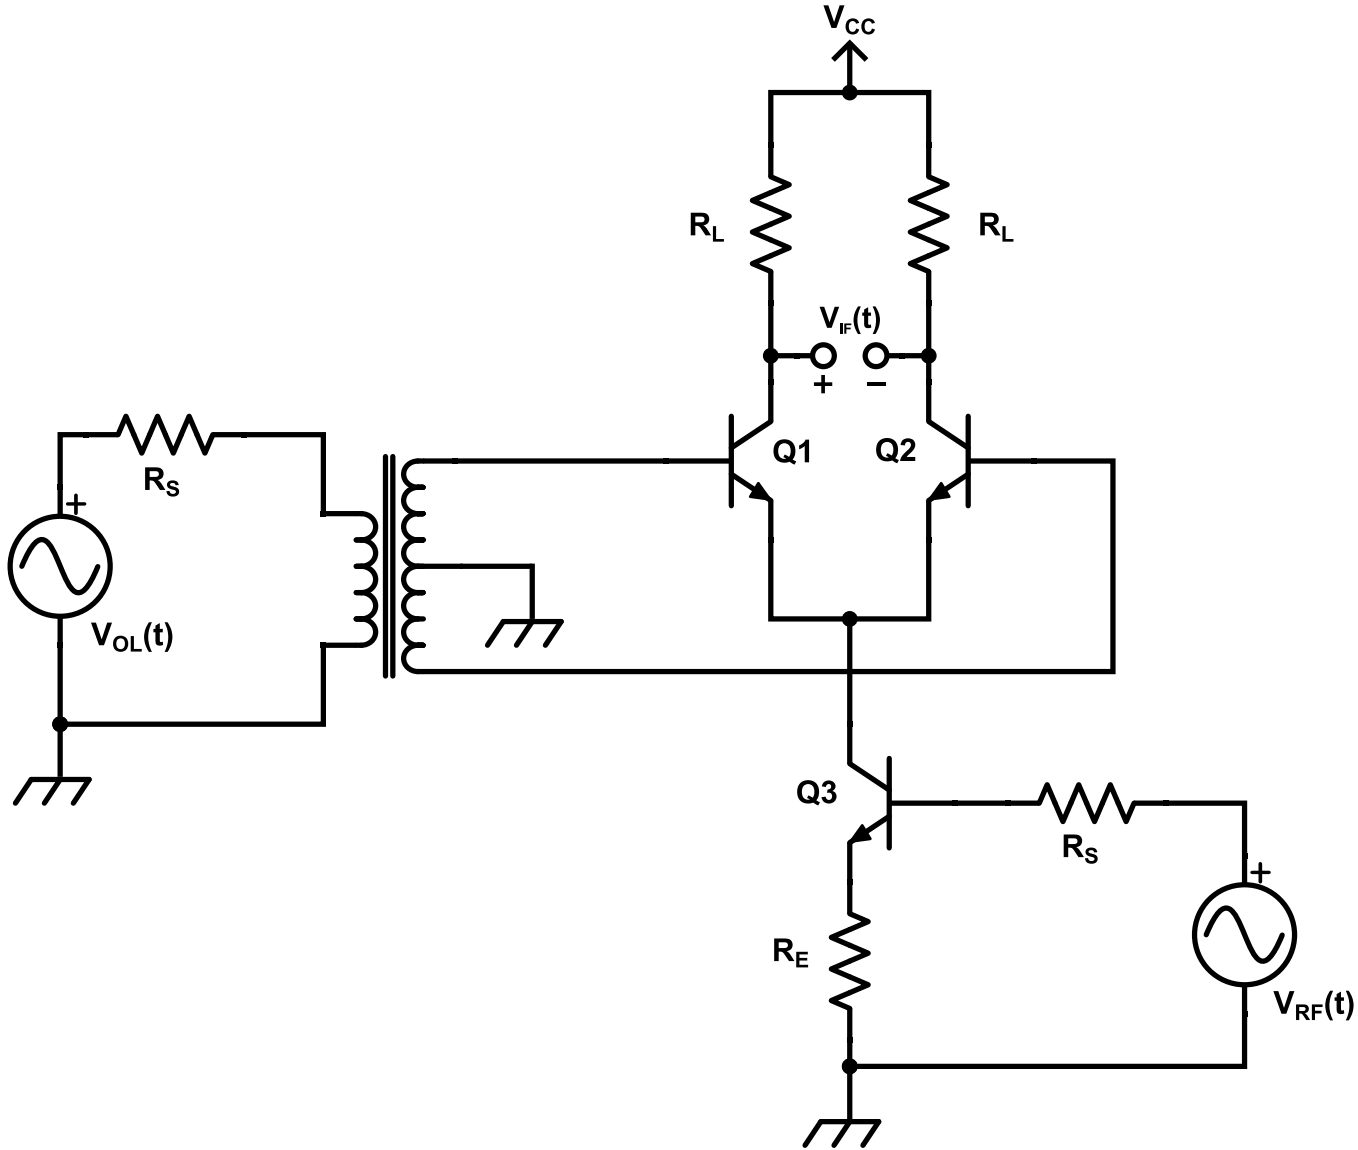 VCC
RL
RL
VIF(t)
+
−
Q1
Q2
RS
+
VOL(t)
Q3
RS
+
RE
VRF(t)